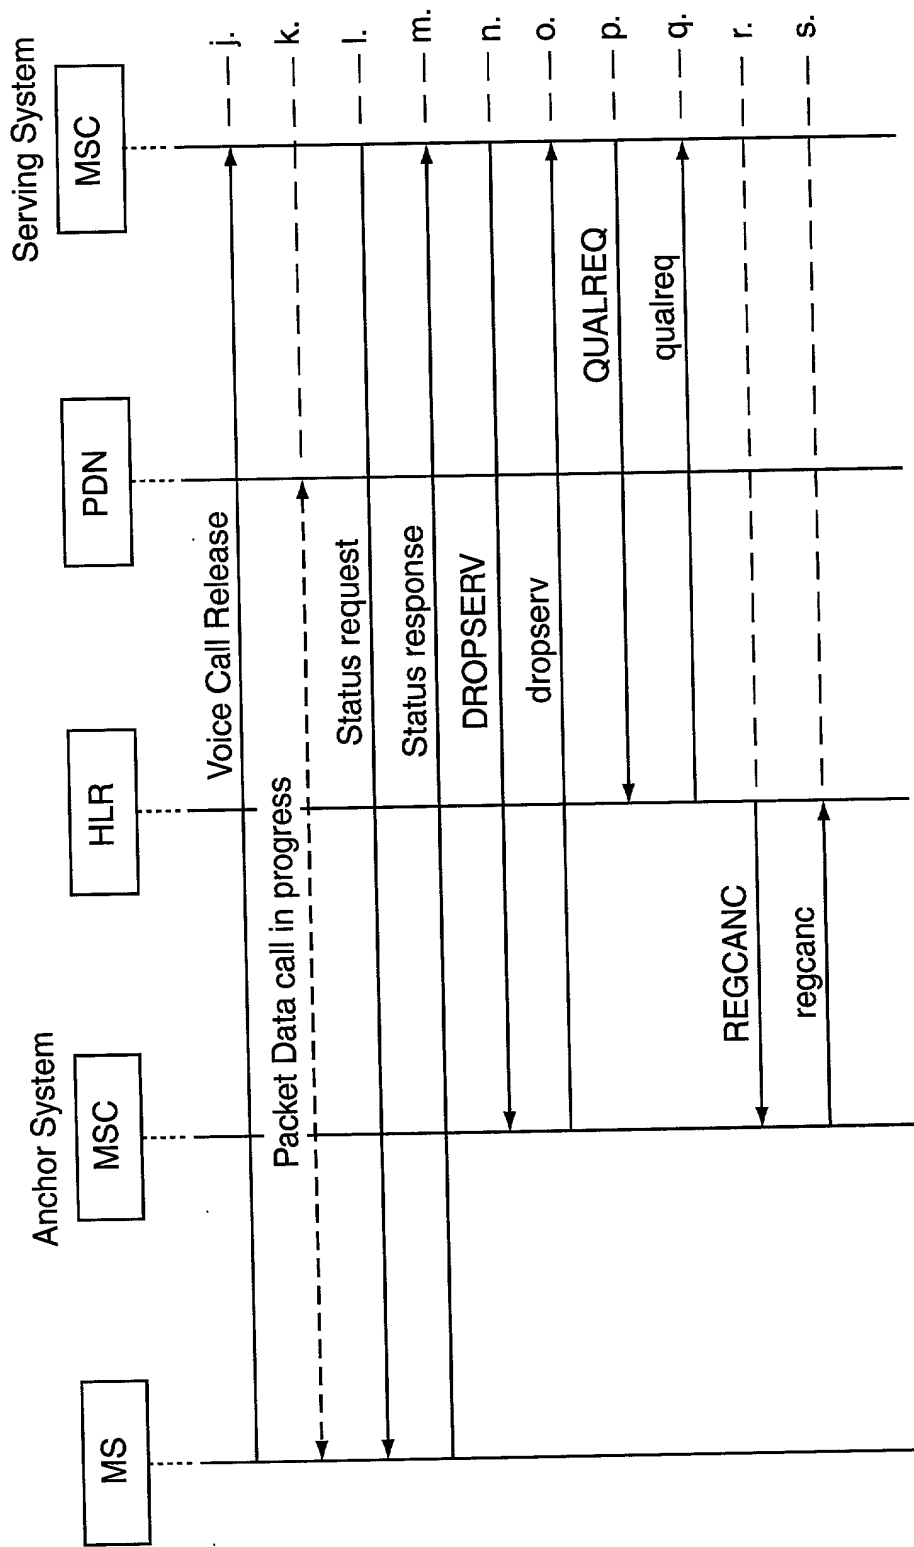 Anchor System
Serving System
MS
MSC
HLR
PDN
MSC
Voice Call Release
j.
Packet Data call in progress
k.
Status request
l.
Status response
m.
DROPSERV
n.
dropserv
o.
QUALREQ
p.
qualreq
q.
REGCANC
r.
regcanc
s.